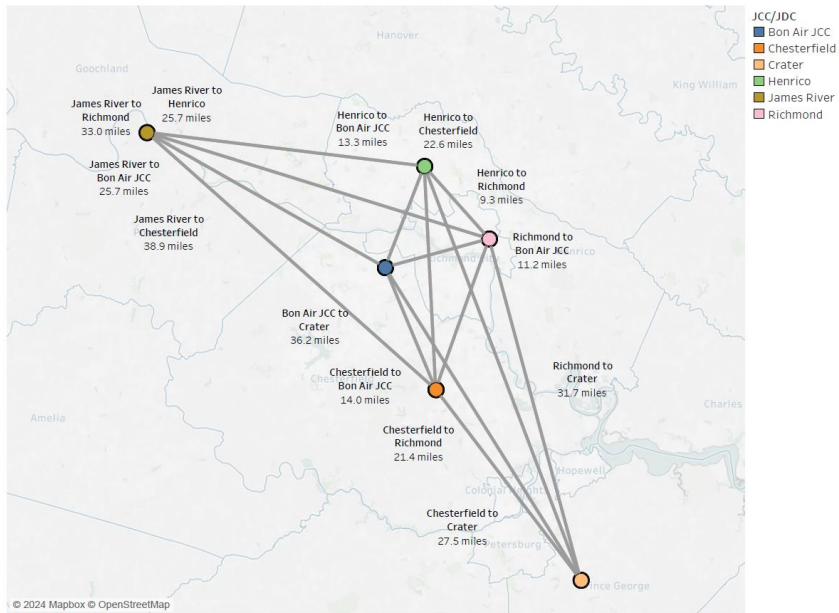 JCC/JDC
Bon Air JCC
Chesterfield
Crater
Henrico
James River
Richmond
Hanover
Goochland
King William
James River to
Henrico
25.7 miles
James River to
Richmond
33.0 miles
Henrico to
Bon Air JCC
13.3 miles
Henrico to
Chesterfield
22.6 miles
James River to
Bon Air JCC
25.7 miles
Henrico to
Richmond
9.3 miles
James River to
Chesterfield
38.9 miles
Richmond to
Bon Air JCC
11.2 miles
Bon Air JCC to
Crater
36.2 miles
Chesterfield to
Bon Air JCC
14.0 miles
Chesterfield
Richmond to
Crater
31.7 miles
Amelia
Charles
Chesterfield to
Richmond
21.4 miles
Hopewell
Chesterfield to
Crater
27.5 miles
Petersburg
© 2024 Mapbox © OpenStreetMap